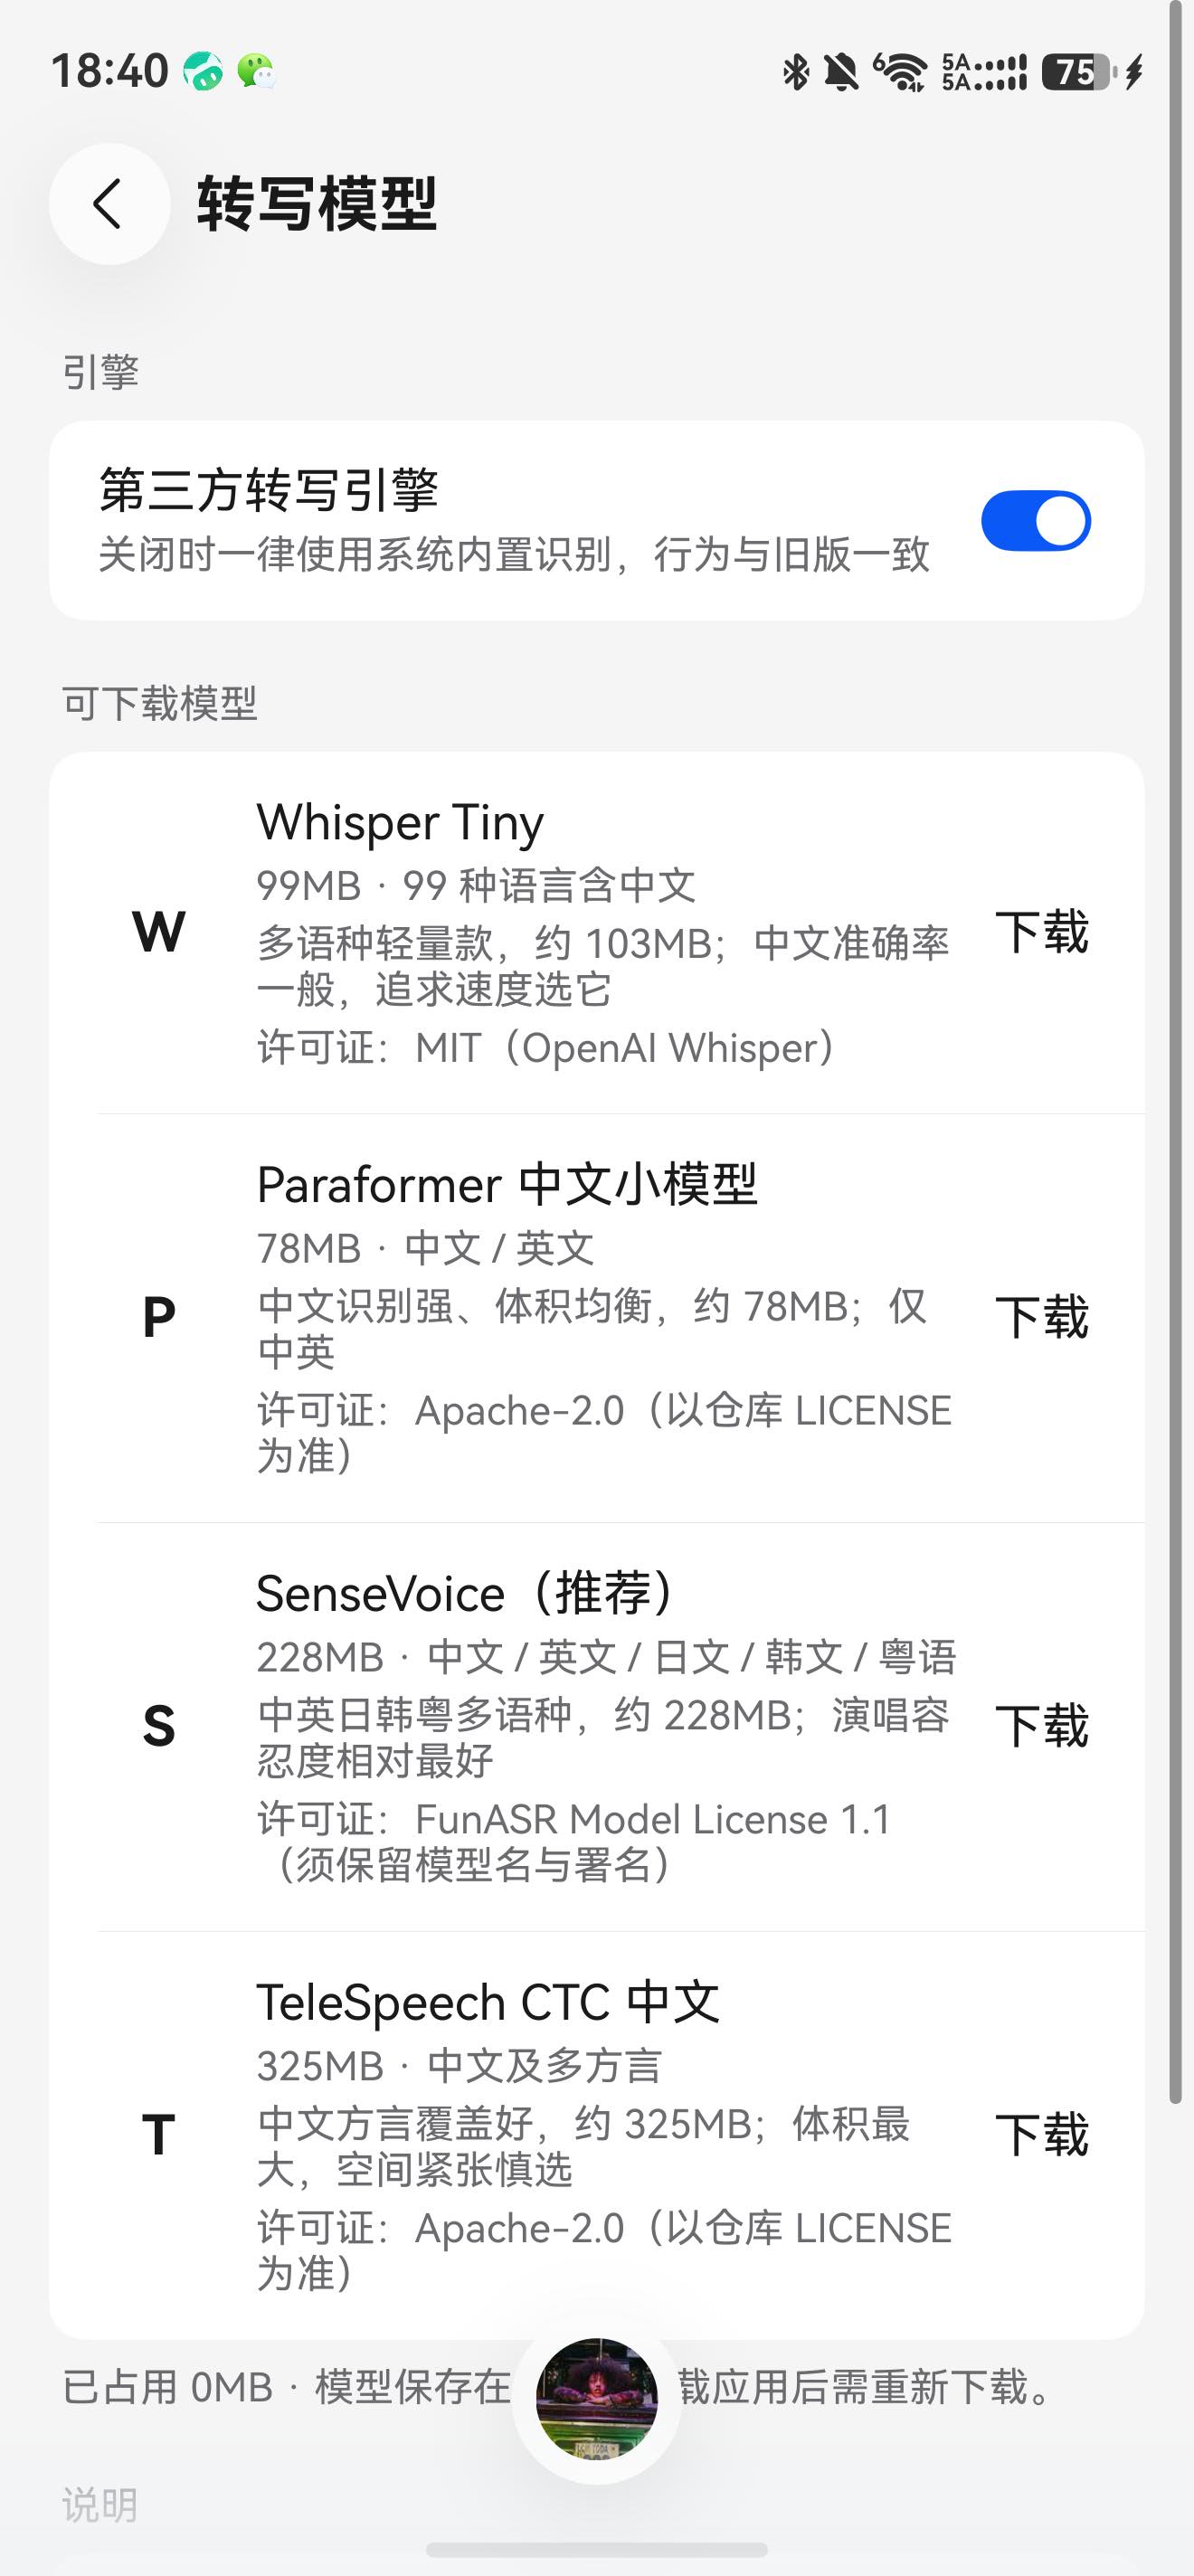 18:40
6
5A
5A
75
转写模型
引擎
第三方转写引擎
关闭时一律使用系统内置识别，行为与旧版一致
可下载模型
W
Whisper Tiny
99MB · 99 种语言含中文
多语种轻量款，约 103MB；中文准确率
一般，追求速度选它
许可证：MIT（OpenAI Whisper）
下载
P
Paraformer 中文小模型
78MB · 中文 / 英文
中文识别强、体积均衡，约 78MB；仅
中英
许可证：Apache-2.0（以仓库 LICENSE
为准）
下载
S
SenseVoice（推荐）
228MB · 中文 / 英文 / 日文 / 韩文 / 粤语
中英日韩粤多语种，约 228MB；演唱容
忍度相对最好
许可证：FunASR Model License 1.1
（须保留模型名与署名）
下载
T
TeleSpeech CTC 中文
325MB · 中文及多方言
中文方言覆盖好，约 325MB；体积最
大，空间紧张慎选
许可证：Apache-2.0（以仓库 LICENSE
为准）
下载
已占用 0MB · 模型保存在 载应用后需重新下载。
说明